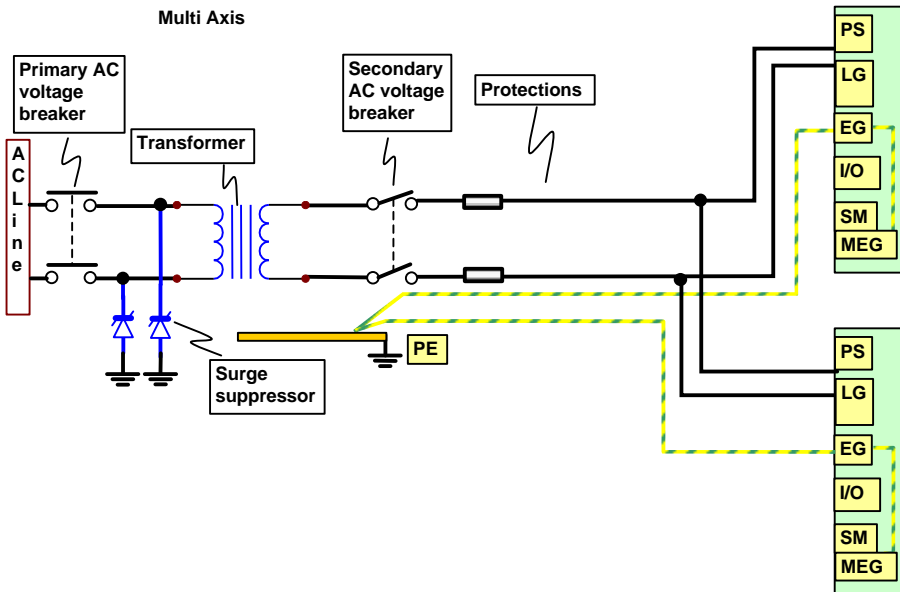 Multi Axis
Primary AC
voltage
breaker
Transformer
Secondary
AC voltage
breaker
Protections
A
C
L
i
n
e
Surge
suppressor
PE
PS
LG
EG
I/O
SM
MEG
PS
LG
EG
I/O
SM
MEG